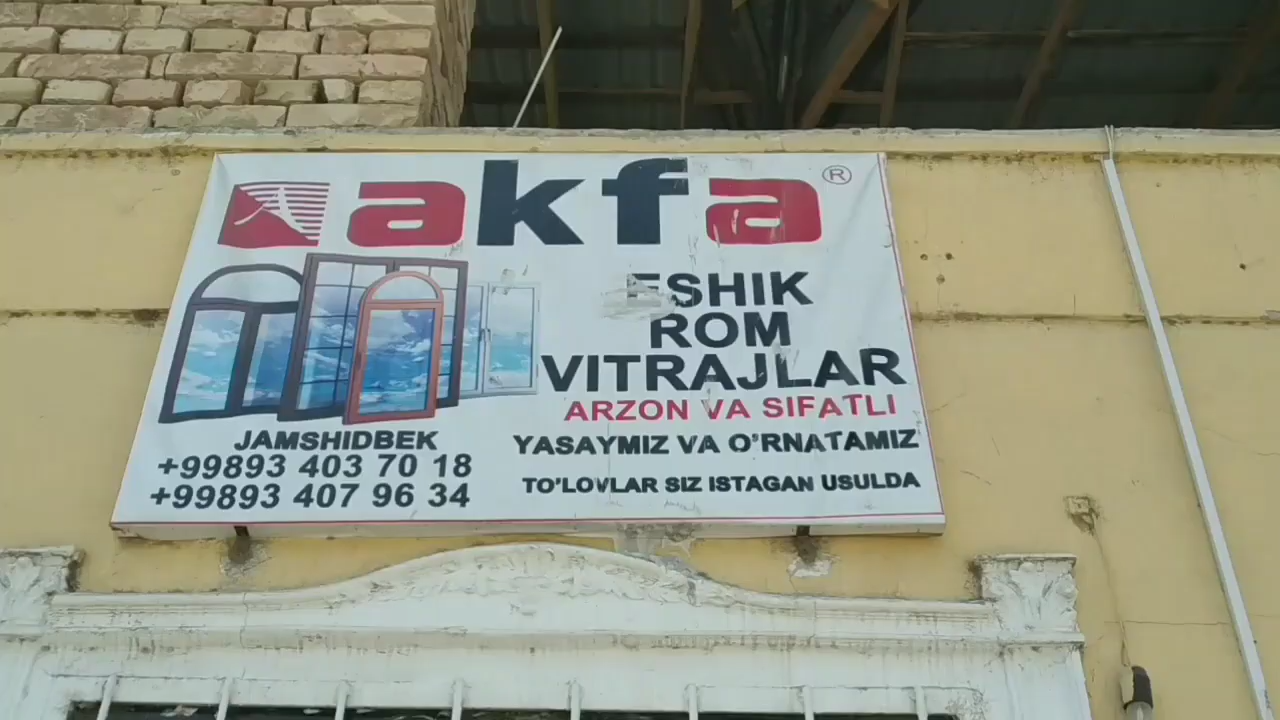 akfa®
ESHIK
ROM
VITRAJLAR
ARZON VA SIFATLI
YASAYMIZ VA O'RNATAMIZ
TO'LOVLAR SIZ ISTAGAN USULDA
JAMSHIDBEK
+99893 403 70 18
+99893 407 96 34